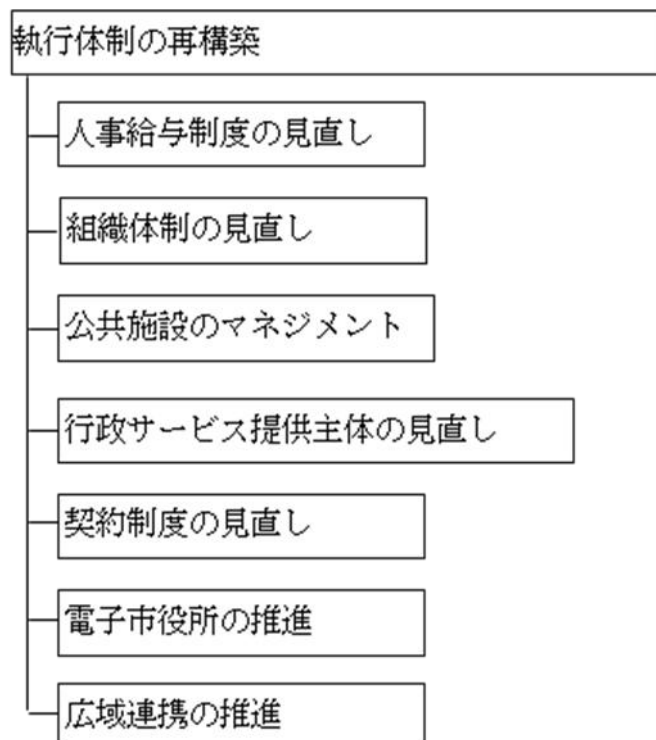 執行体制の再構築
人事給与制度の見直し
組織体制の見直し
公共施設のマネジメント
行政サービス提供主体の見直し
契約制度の見直し
電子市役所の推進
広域連携の推進